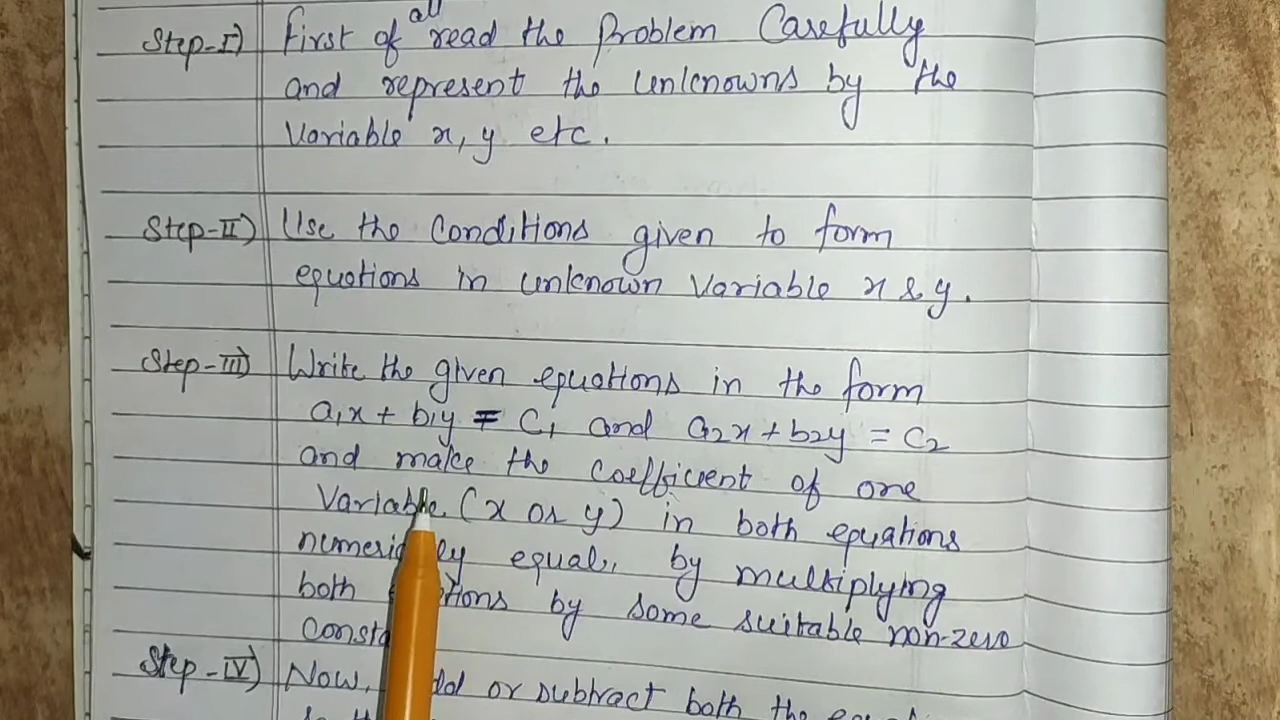 Step-I) First of all read the Problem Carefully
and represent the unknowns by the
Variable x, y etc.
Step-II) Use the Conditions given to form
equations in unknown Variable x & y.
Step-III) Write the given equations in the form
a₁x + b₁y = C₁ and a₂x + b₂y = C₂
and make the coefficient of one
Variable (x or y) in both equations
equal, by multiplying
both by some suitable non-zero
Step-IV) Now, or subtract both the